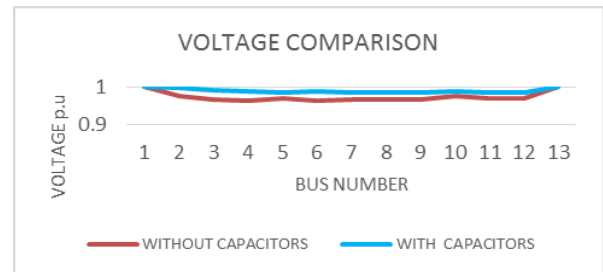 VOLTAGE COMPARISON
VOLTAGE p.u
1
0.9
1 2 3 4 5 6 7 8 9 10 11 12 13
BUS NUMBER
WITHOUT CAPACITORS WITH CAPACITORS